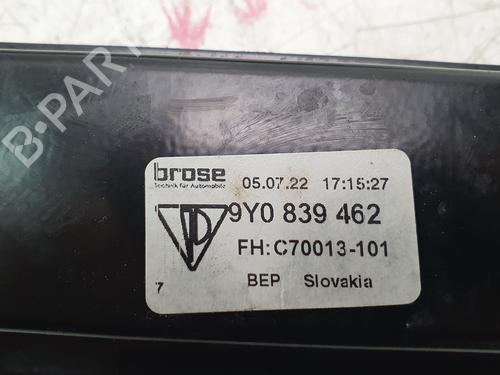 B-PARTS
brose
Technik für Automobile
05.07.22 17:15:27
9Y0 839 462
FH:C70013-101
7
BEP Slovakia